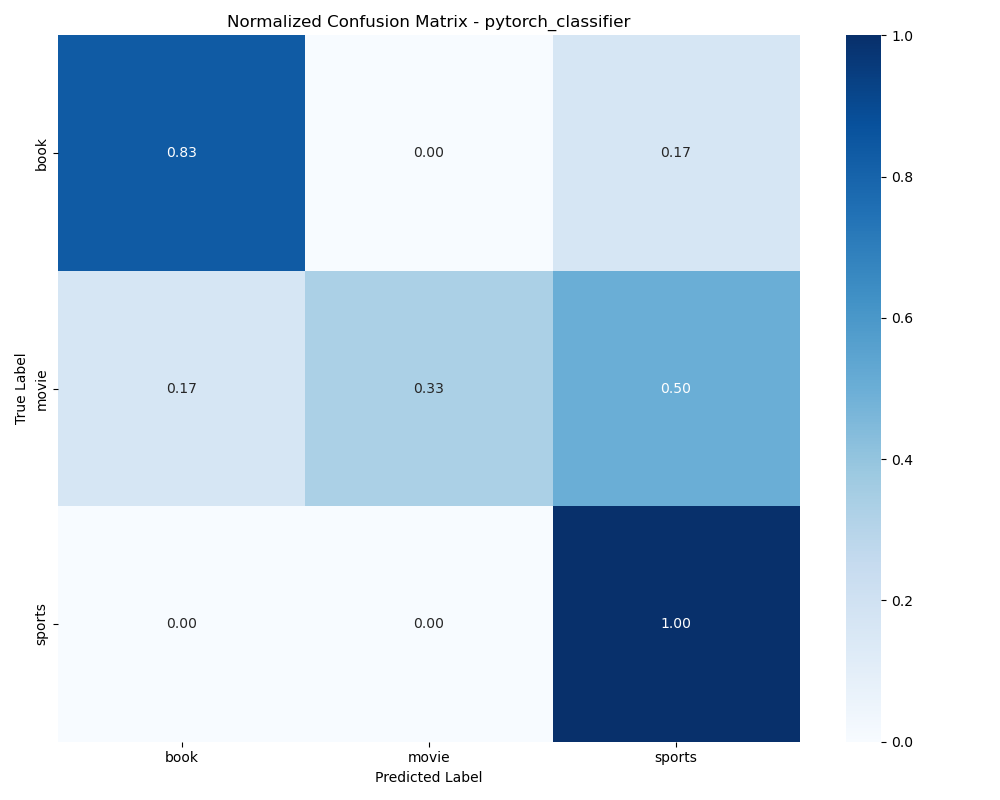 Normalized Confusion Matrix - pytorch_classifier
True Label
book
0.83
0.00
0.17
movie
0.17
0.33
0.50
sports
0.00
0.00
1.00
book
movie
sports
Predicted Label
1.0
0.8
0.6
0.4
0.2
0.0